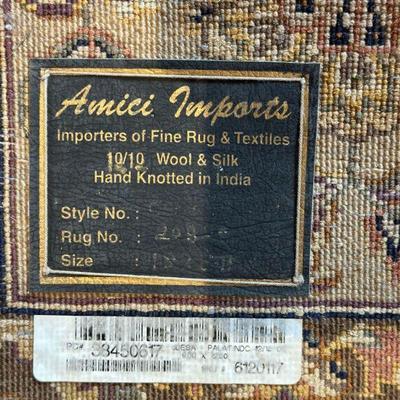 Amici Imports
Importers of Fine Rug & Textiles
10/10 Wool & Silk
Hand Knotted in India
Style No. :
Rug No. :
Size :
38450617
6120117